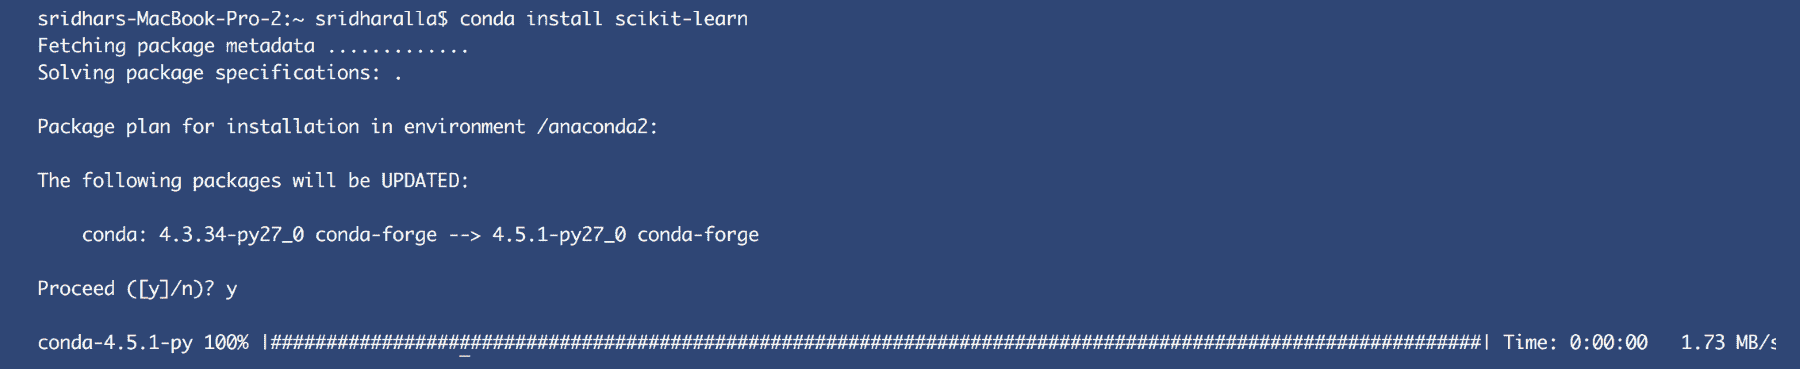 sridhars-MacBook-Pro-2:~ sridharalla$ conda install scikit-learn
Fetching package metadata .............
Solving package specifications: .
Package plan for installation in environment /anaconda2:
The following packages will be UPDATED:
conda: 4.3.34-py27_0 conda-forge --> 4.5.1-py27_0 conda-forge
Proceed ([y]/n)? y
conda-4.5.1-py 100% |#############################################################################################################| Time: 0:00:00   1.73 MB/s